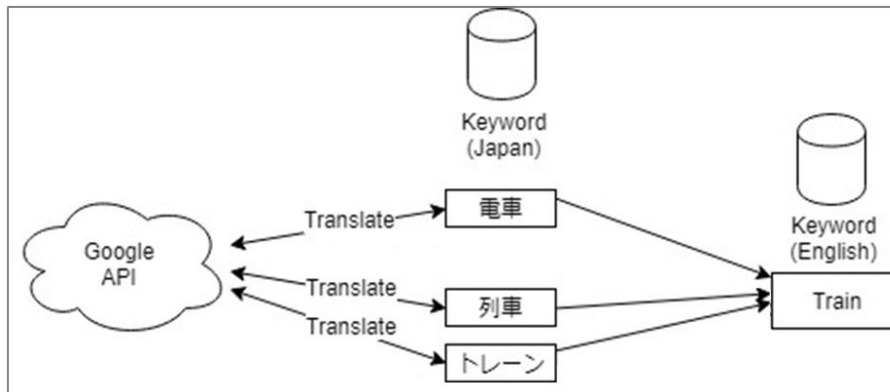 Keyword
(Japan)
Keyword
(English)
Google
API
Translate
電車
Translate
列車
Translate
トレーン
Train